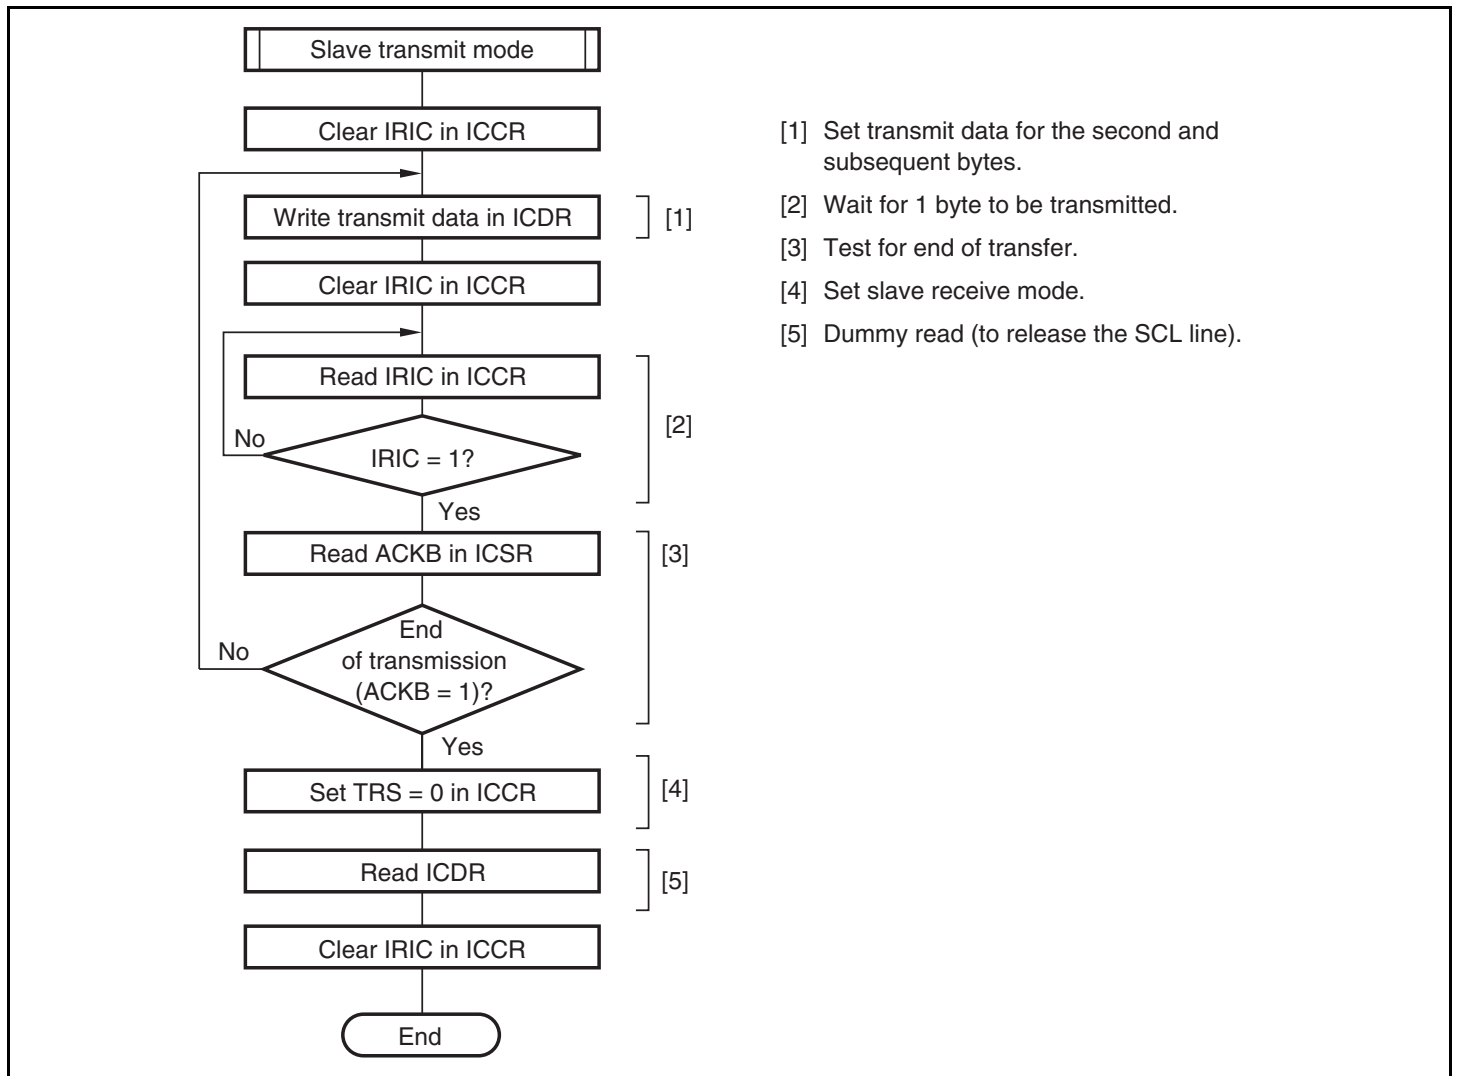 Slave transmit mode
Clear IRIC in ICCR
Write transmit data in ICDR
[1]
Clear IRIC in ICCR
Read IRIC in ICCR
[2]
No
IRIC = 1?
Yes
Read ACKB in ICSR
[3]
No
End
of transmission
(ACKB = 1)?
Yes
Set TRS = 0 in ICCR
[4]
Read ICDR
[5]
Clear IRIC in ICCR
End
[1] Set transmit data for the second and
subsequent bytes.
[2] Wait for 1 byte to be transmitted.
[3] Test for end of transfer.
[4] Set slave receive mode.
[5] Dummy read (to release the SCL line).